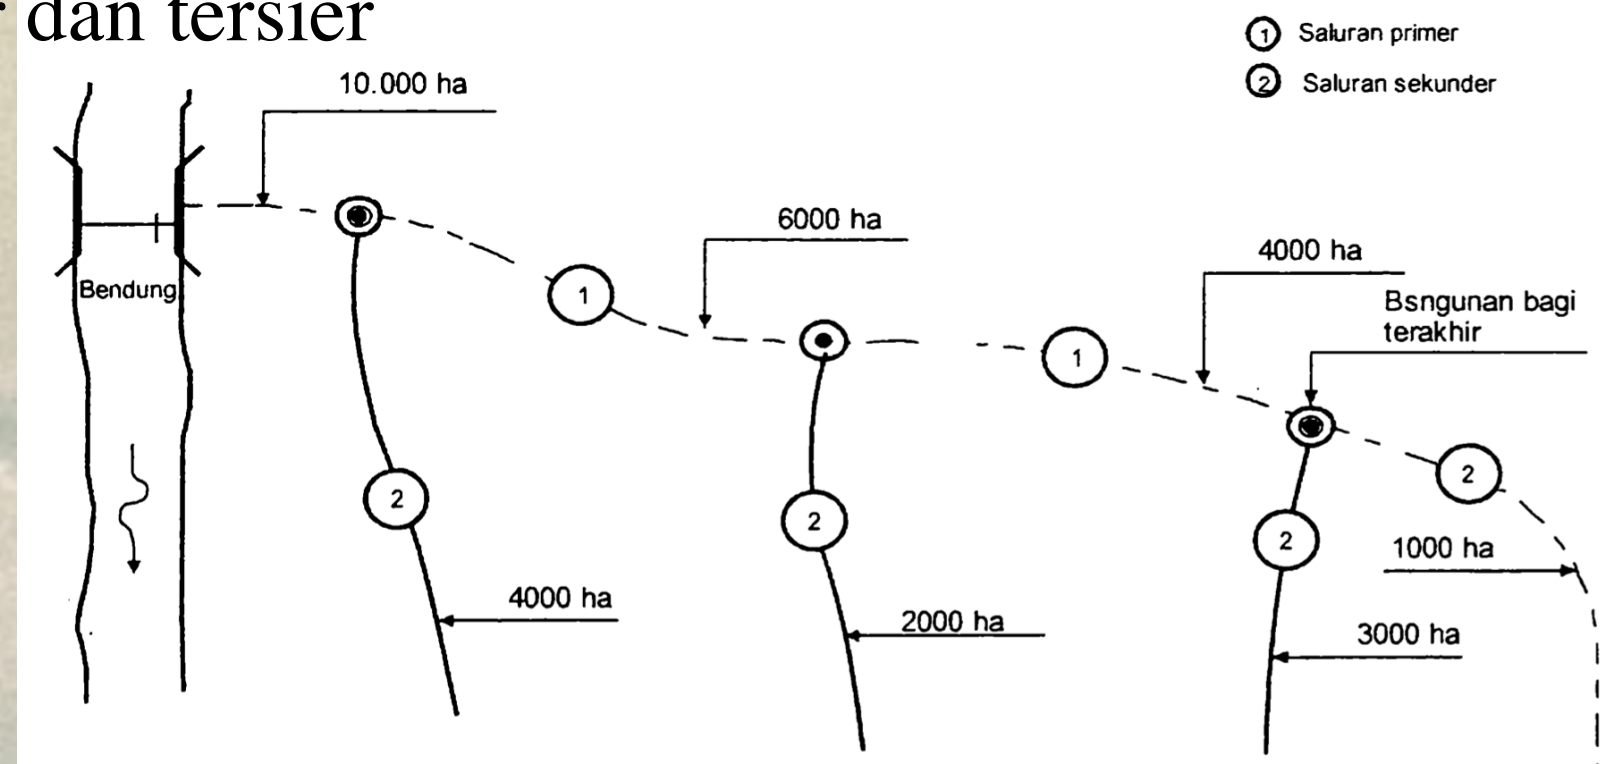 r dan tersier
1 Saluran primer
2 Saluran sekunder
10.000 ha
6000 ha
4000 ha
Bsngunan bagi
terakhir
Bendung
1
1
2
2
2
2
1000 ha
4000 ha
2000 ha
3000 ha